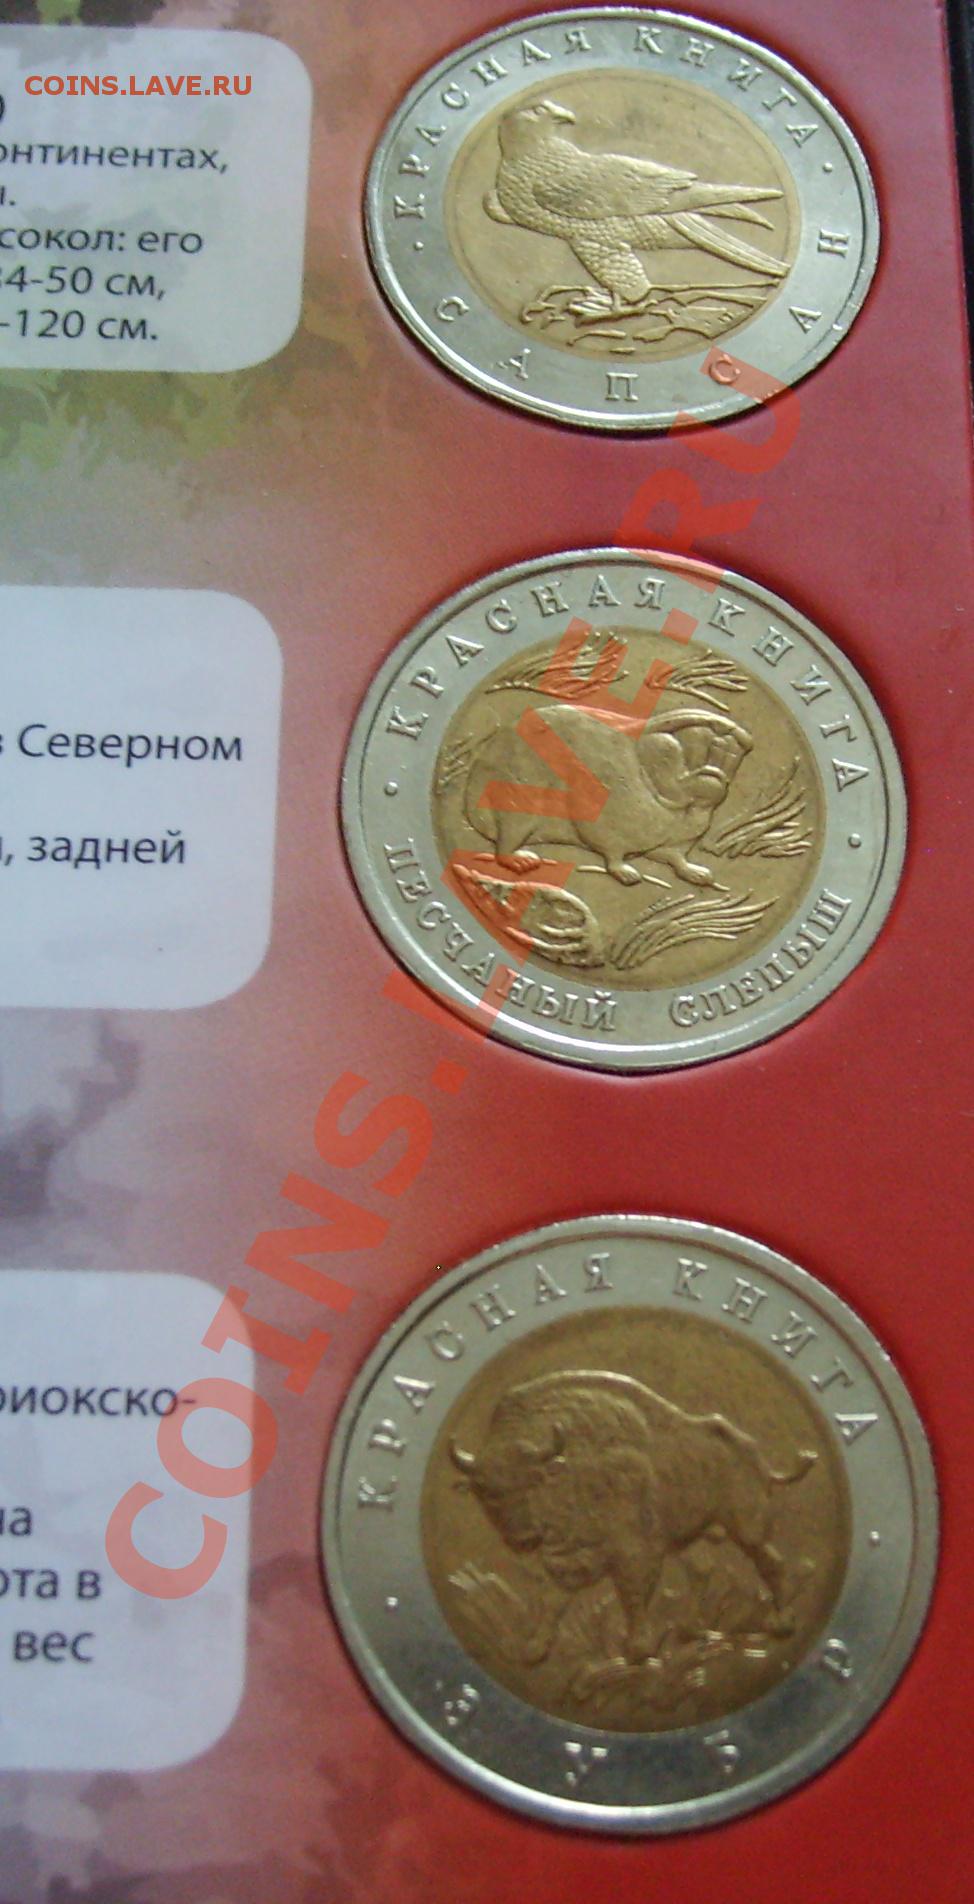 COINS.LAVE.RU
КРАСНАЯ КНИГА
САПСАН
онтинентах,
сокол: его
34-50 см,
-120 см.
COINS.LAVE.RU
КРАСНАЯ КНИГА
ПЕСЧАНЫЙ СЛЕПЫШ
в Северном
, задней
КРАСНАЯ КНИГА
ЗУБР
риокско-
на
ота в
вес